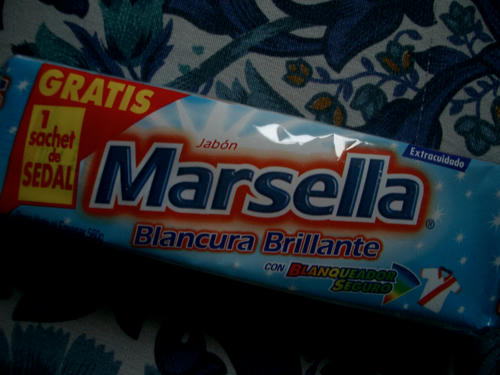 GRATIS
1
sachet
de
SEDAL
Jabón
Extracuidado
Marsella®
Blancura Brillante
CON BLANQUEADOR
SEGURO